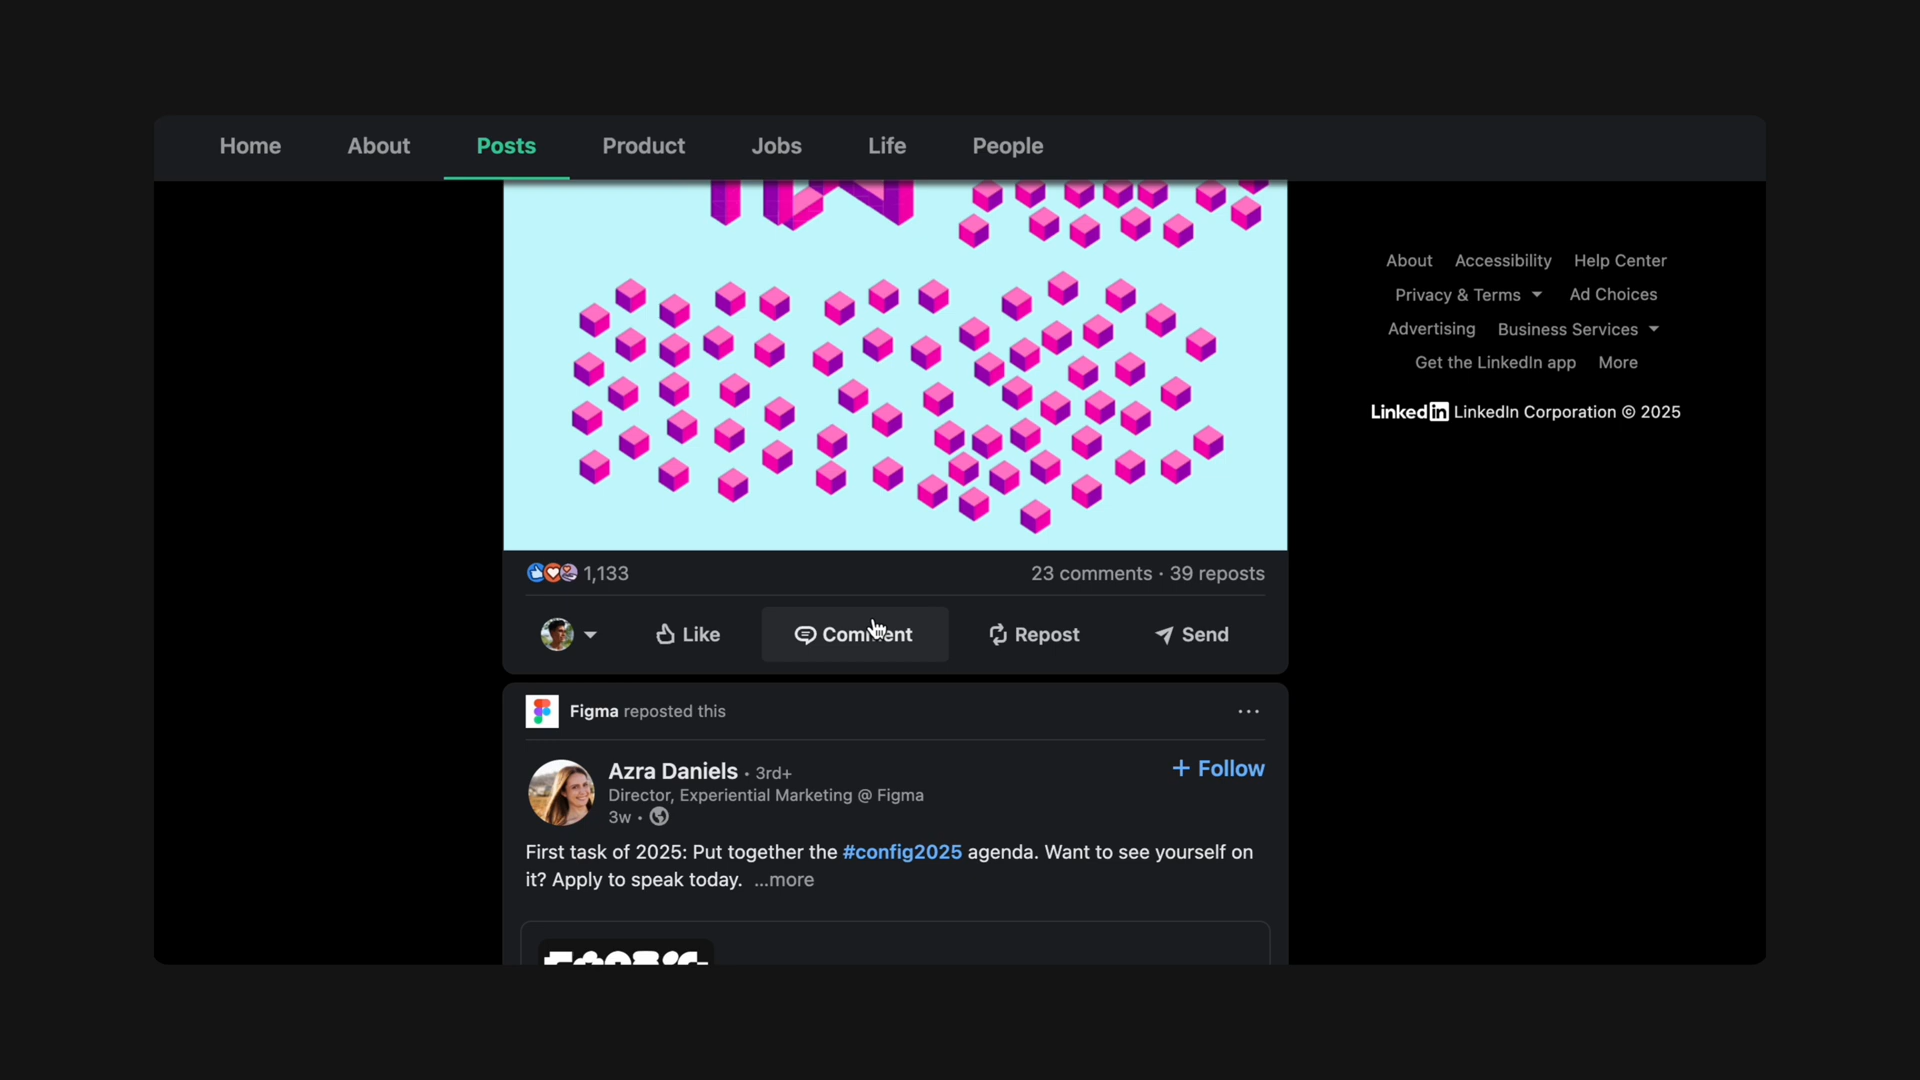 Home About Posts Product Jobs Life People
About Accessibility Help Center
Privacy & Terms Ad Choices
Advertising Business Services
Get the LinkedIn app More
Linked in LinkedIn Corporation © 2025
1,133 23 comments · 39 reposts
Like Comment Repost Send
Figma reposted this
Azra Daniels · 3rd+
+ Follow
Director, Experiential Marketing @ Figma
3w ·
First task of 2025: Put together the #config2025 agenda. Want to see yourself on
it? Apply to speak today. ...more